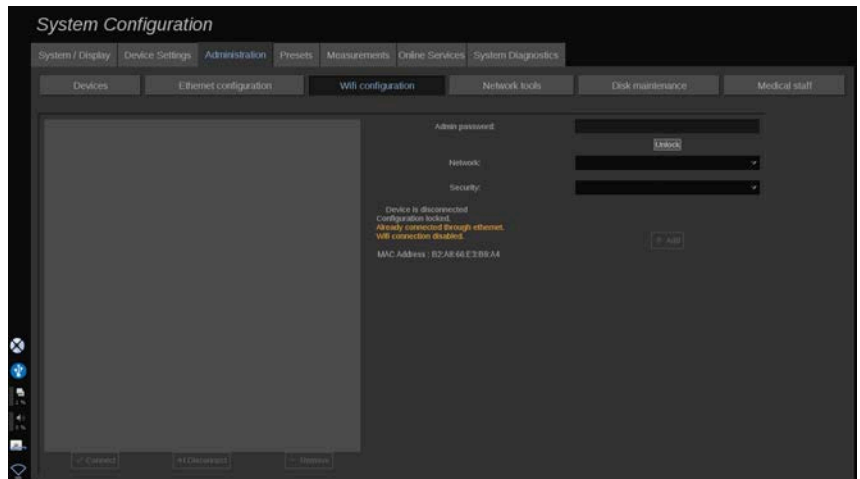 System Configuration
System / Display Device Settings Administration Presets Measurements Online Services System Diagnostics
Devices Ethernet configuration Wifi configuration Network tools Disk maintenance Medical staff
Admin password:
Unlock
Network:
Security:
Device is disconnected
Configuration locked.
Already connected through ethernet.
Wifi connection disabled.
Add
MAC Address : B2:A8:66:E3:B9:A4
Connect Disconnect Remove